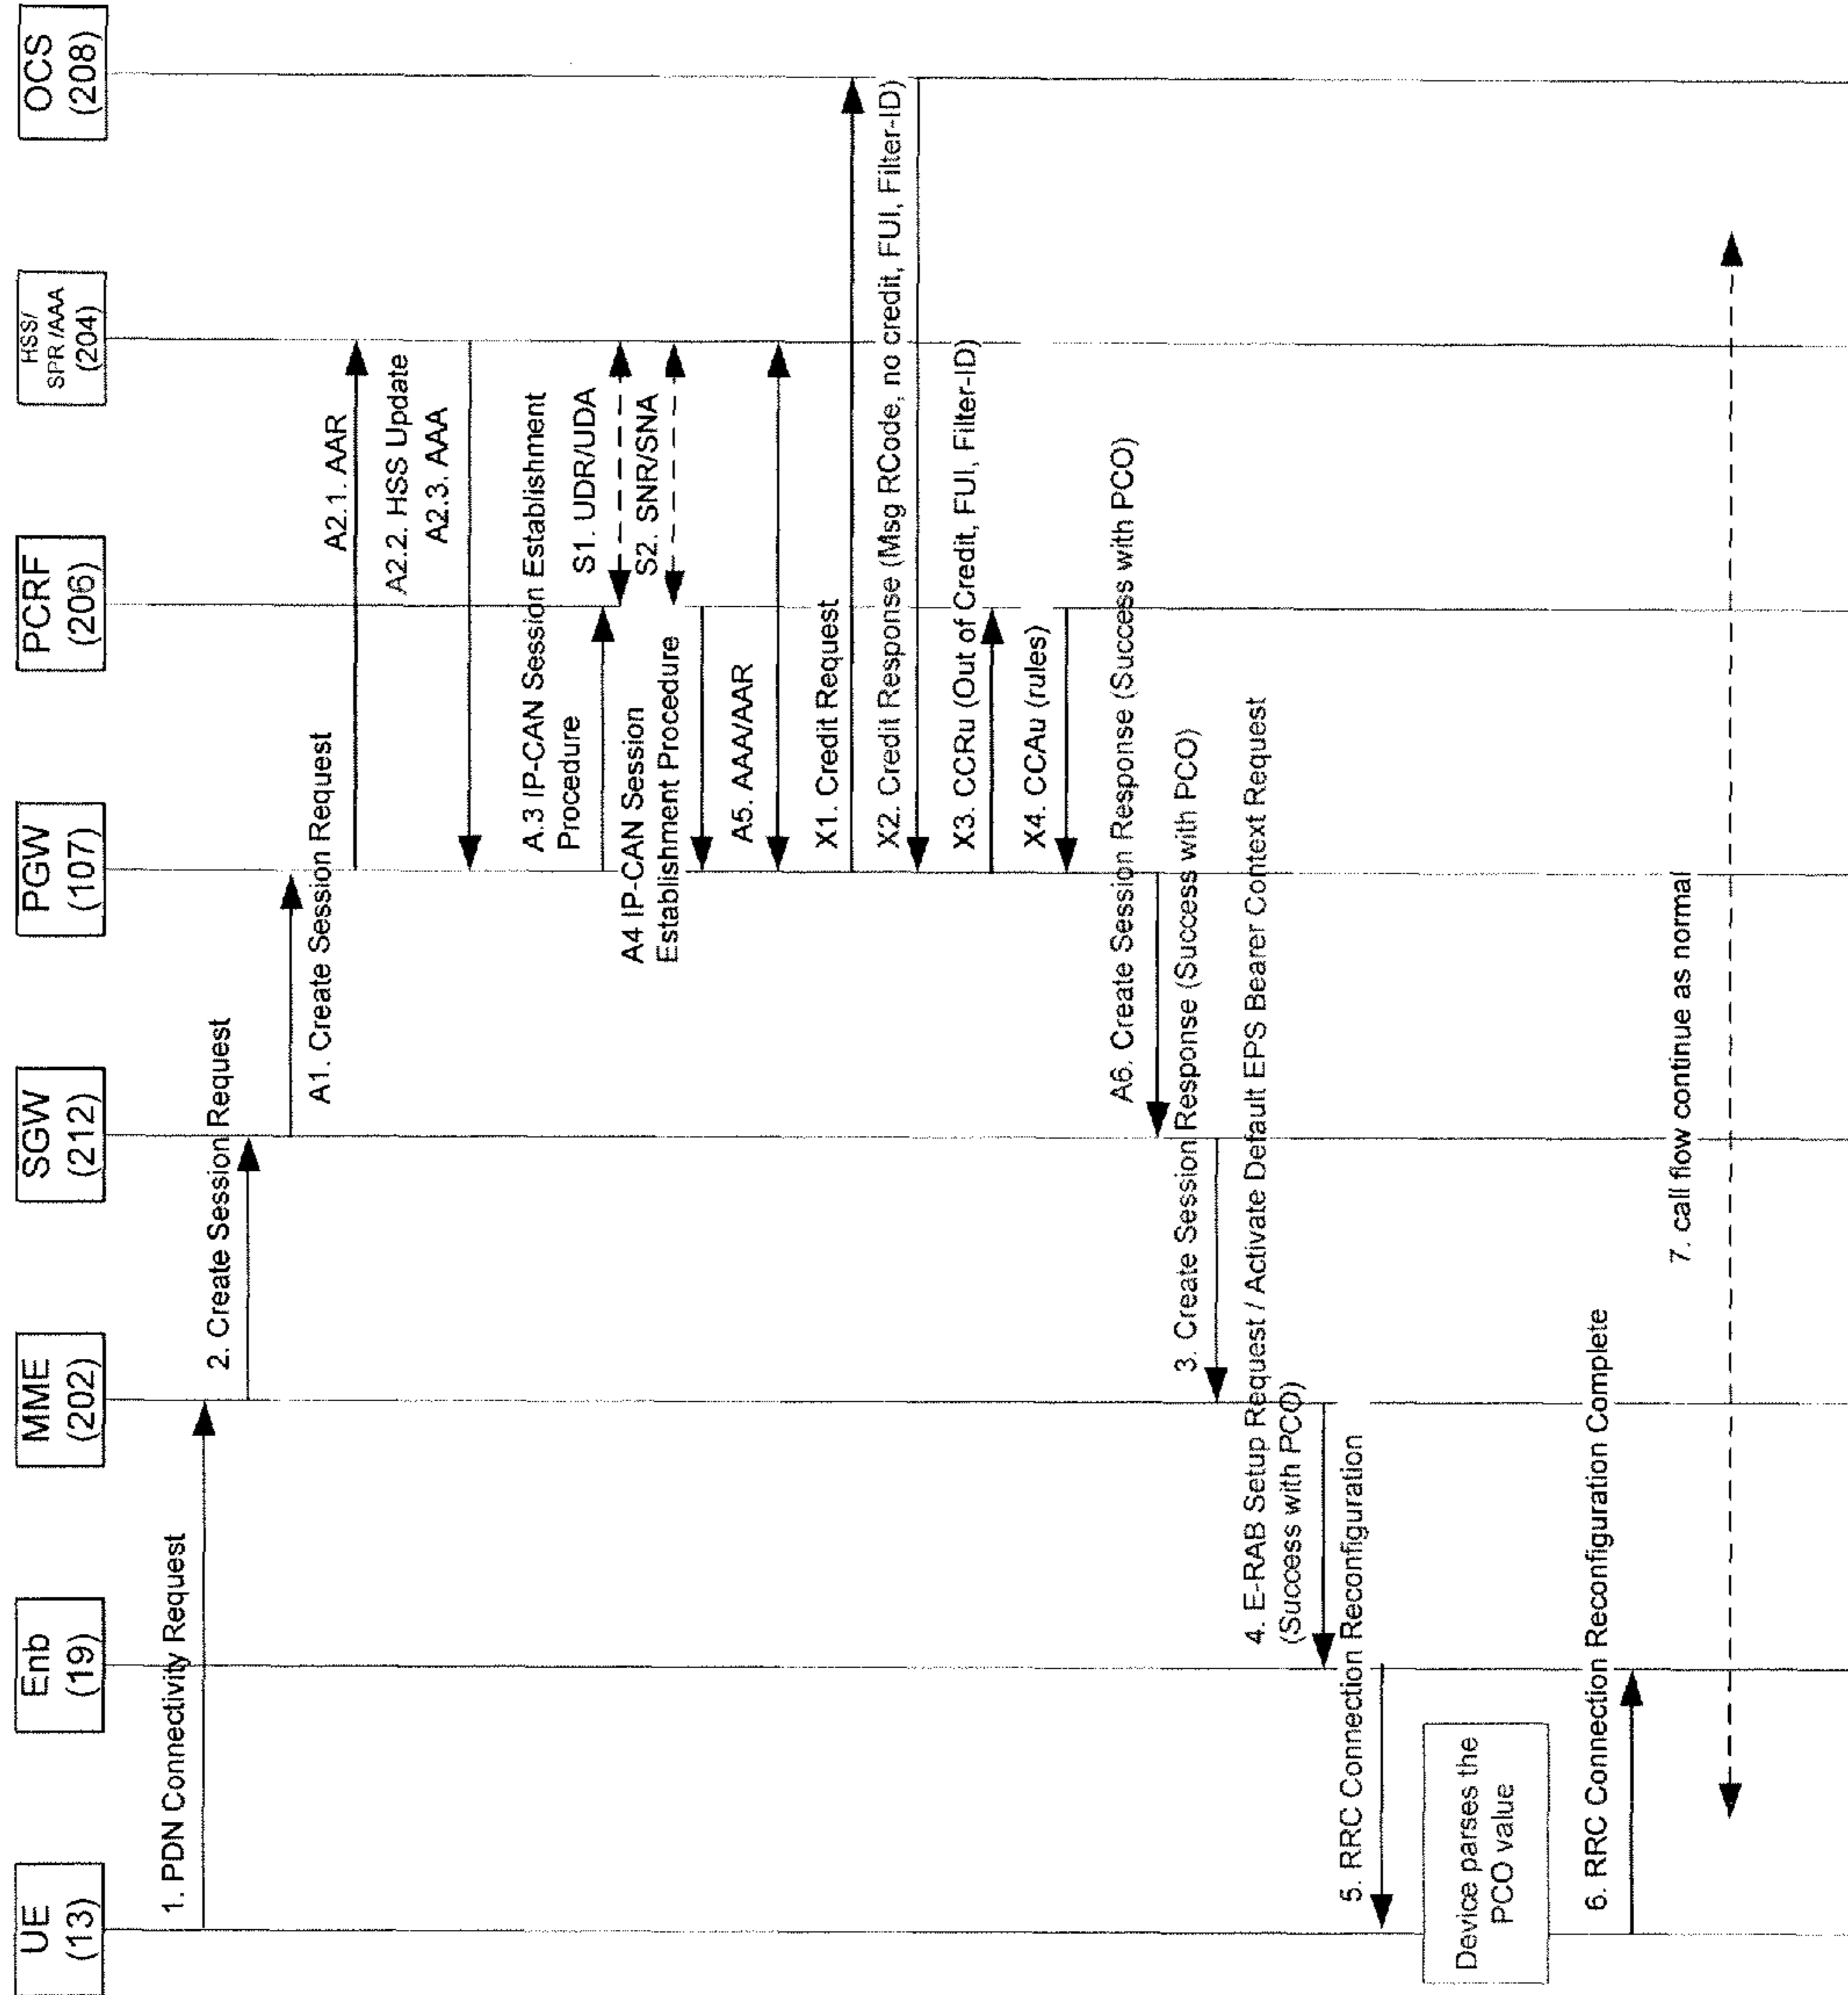 UE
(13)
Enb
(19)
MME
(202)
SGW
(212)
PGW
(107)
PCRF
(206)
HSS/
SPR /AAA
(204)
OCS
(208)
1. PDN Connectivity Request
2. Create Session Request
A1. Create Session Request
A2.1. AAR
A2.2. HSS Update
A2.3. AAA
A.3 IP-CAN Session Establishment
Procedure
S1. UDR/UDA
S2. SNR/SNA
A4 IP-CAN Session
Establishment Procedure
A5. AAA/AAR
X1. Credit Request
X2. Credit Response (Msg RCode, no credit, FUI, Filter-ID)
X3. CCRu (Out of Credit, FUI, Filter-ID)
X4. CCAu (rules)
A6. Create Session Response (Success with PCO)
3. Create Session Response (Success with PCO)
4. E-RAB Setup Request / Activate Default EPS Bearer Context Request
(Success with PCO)
5. RRC Connection Reconfiguration
Device parses the
PCO value
6. RRC Connection Reconfiguration Complete
7. call flow continue as normal